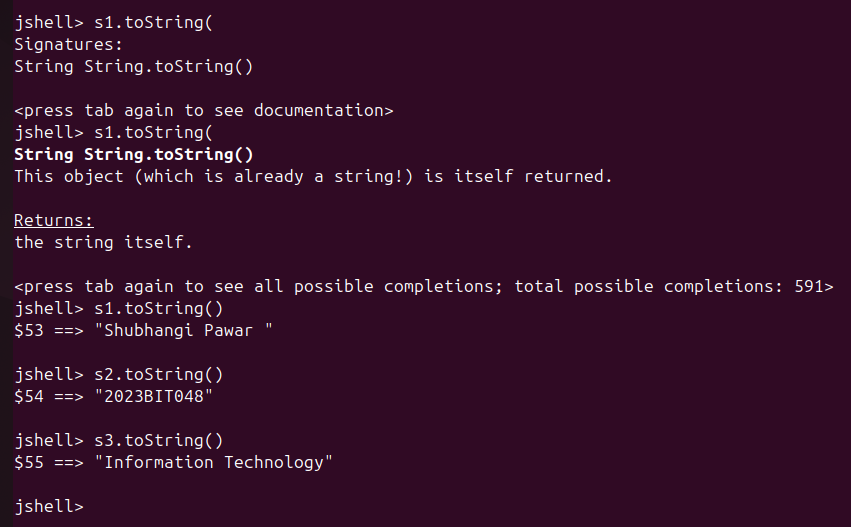 jshell> s1.toString(
Signatures:
String String.toString()
<press tab again to see documentation>
jshell> s1.toString(
String String.toString()
This object (which is already a string!) is itself returned.
Returns:
the string itself.
<press tab again to see all possible completions; total possible completions: 591>
jshell> s1.toString()
$53 ==> "Shubhangi Pawar "
jshell> s2.toString()
$54 ==> "2023BIT048"
jshell> s3.toString()
$55 ==> "Information Technology"
jshell>